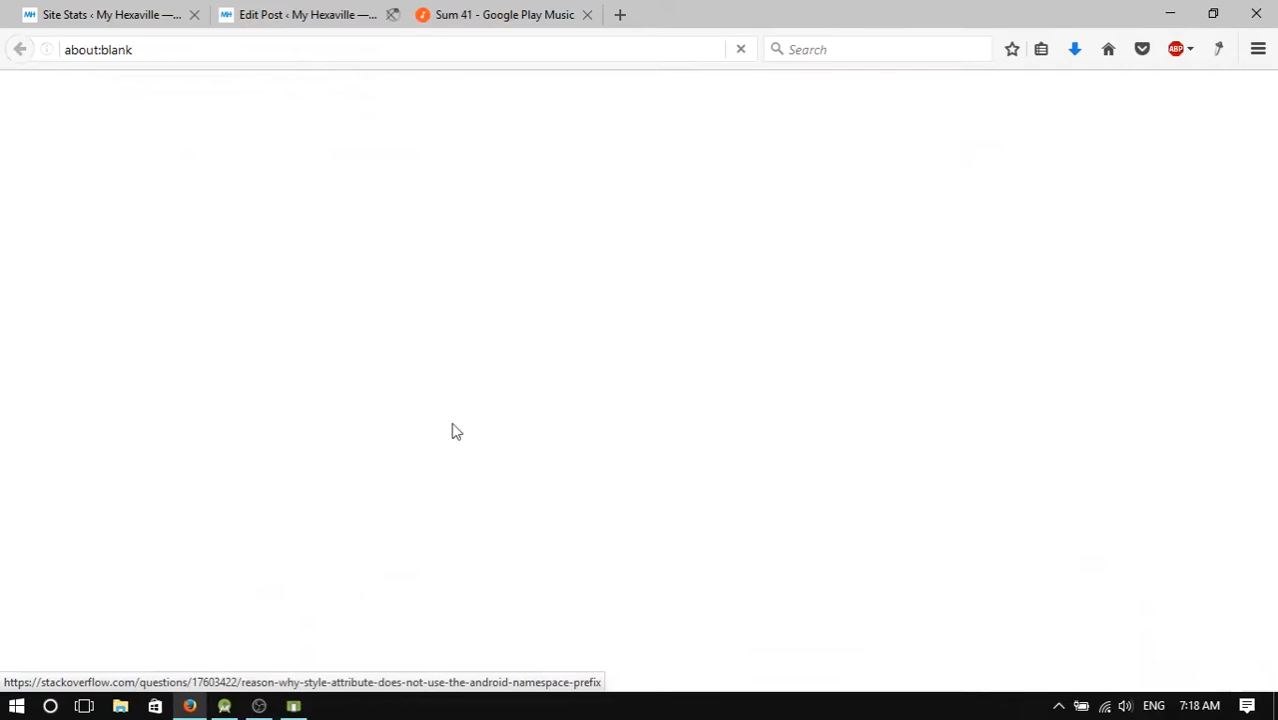 Site Stats ‹ My Hexaville —...
Edit Post ‹ My Hexaville —...
Sum 41 - Google Play Music
about:blank
Search
ABP
https://stackoverflow.com/questions/17603422/reason-why-style-attribute-does-not-use-the-android-namespace-prefix
ENG
7:18 AM